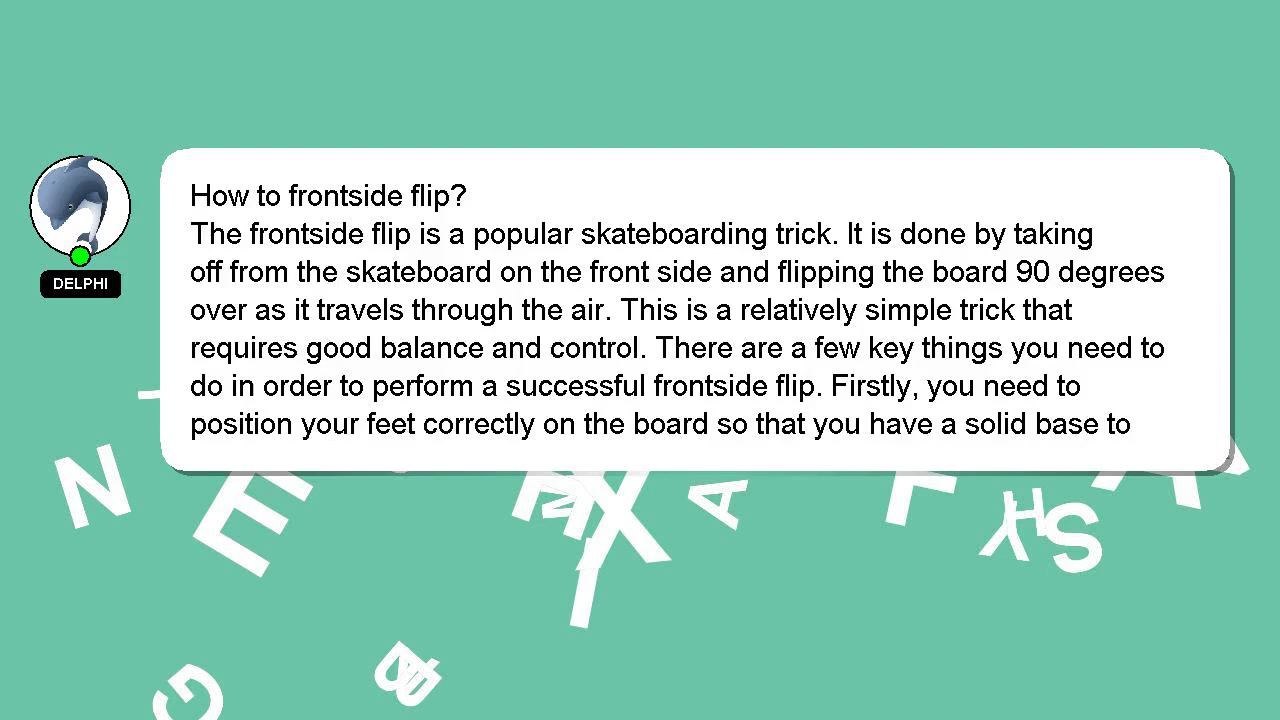 How to frontside flip?
The frontside flip is a popular skateboarding trick. It is done by taking
off from the skateboard on the front side and flipping the board 90 degrees
over as it travels through the air. This is a relatively simple trick that
requires good balance and control. There are a few key things you need to
do in order to perform a successful frontside flip. Firstly, you need to
position your feet correctly on the board so that you have a solid base to
DELPHI
N
E
X
A
I
H
Y
S
G
B